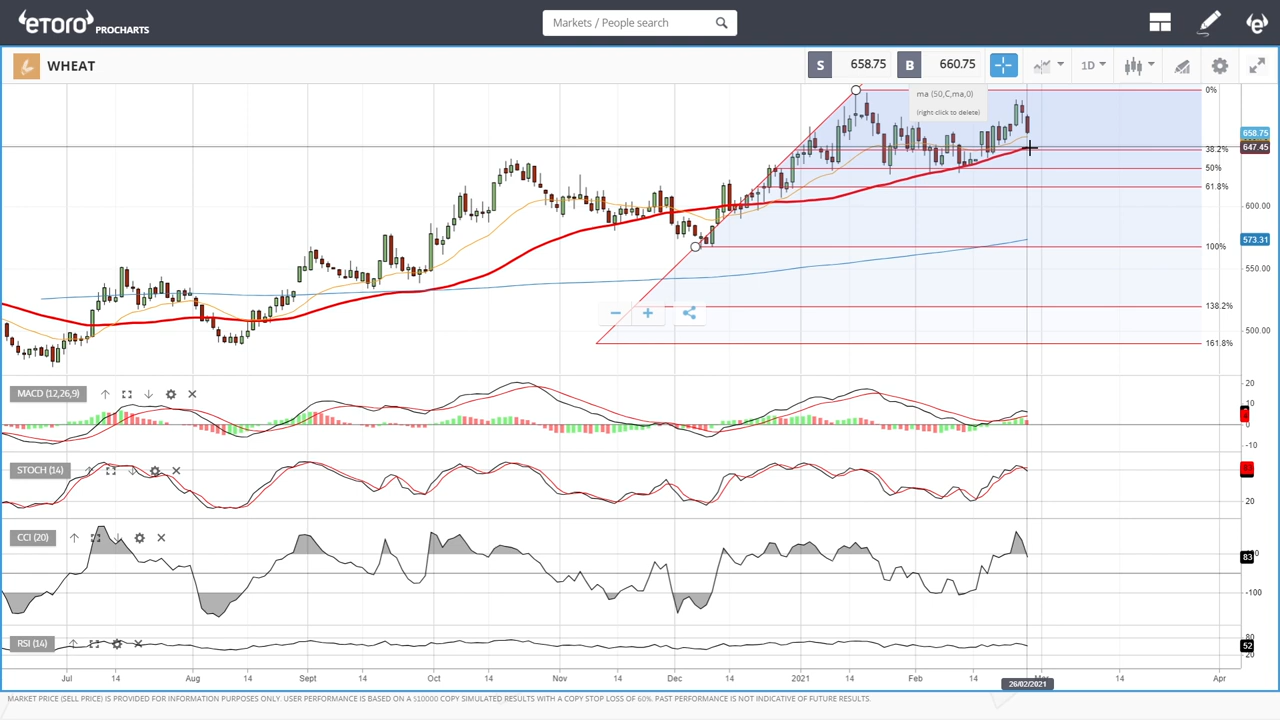 eToro PROCHARTS
Markets / People search
WHEAT
S 658.75 B 660.75
1D
ma (50,C,ma,0)
(right click to delete)
0%
658.75
647.45
38.2%
50%
61.8%
600.00
573.31
100%
550.00
138.2%
500.00
161.8%
MACD (12,26,9)
20
10
0
-10
STOCH (14)
20
CCI (20)
83
-100
RSI (14)
80
52
20
Jul 14 Aug 14 Sept 14 Oct 14 Nov 14 Dec 14 2021 14 Feb 14 Mar 14 Apr
26/02/2021
MARKET PRICE (SELL PRICE) IS PROVIDED FOR INFORMATION PURPOSES ONLY. USER PERFORMANCE IS BASED ON A $10000 COPY SIMULATED RESULTS WITH A COPY STOP LOSS OF 60%. PAST PERFORMANCE IS NOT INDICATIVE OF FUTURE RESULTS.